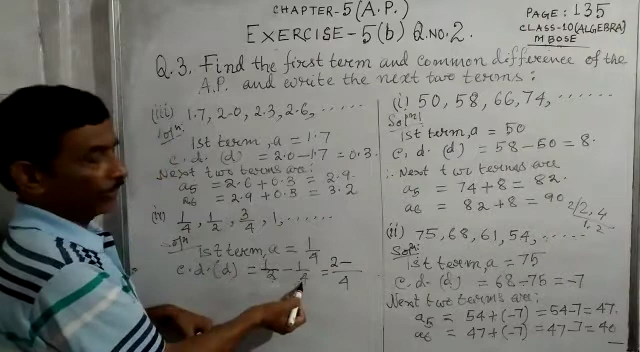 CHAPTER-5(A.P.)
EXERCISE-5(b) Q.NO.2.
PAGE: 135
CLASS-10(ALGEBRA)
M BOSE
Q.3. Find the first term and common difference of the
A.P. and write the next two terms:
(iii) 1.7, 2.0, 2.3, 2.6, ......
Solⁿ.
1st term, a = 1.7
c. d. (d) = 2.0-1.7 = 0.3.
Next two terms are:
a₅ = 2.6+0.3 = 2.9.
a₆ = 2.9+0.3 = 3.2
(iv) 1/4, 1/2, 3/4, 1, ......
Solⁿ
1st term, a = 1/4
c. d. (d) = 1/2 - 1/4 = 2-/4
(i) 50, 58, 66, 74, ......
Solⁿ:
1st term, a = 50
c. d. (d) = 58-50 = 8.
∴ Next two terms are
a₅ = 74+8 = 82.
a₆ = 82+8 = 90
2/2, 4
1, 2
(ii) 75, 68, 61, 54, ......
Solⁿ:
1st term, a = 75
c. d. (d) = 68-75 = -7
Next two terms are:
a₅ = 54+(-7) = 54-7 = 47.
a₆ = 47+(-7) = 47-7 = 40